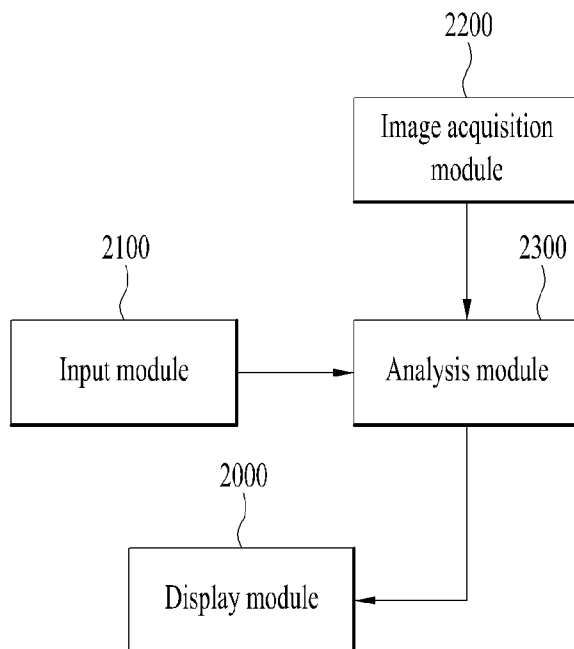 2200
Image acquisition
module
2100
2300
Input module
Analysis module
2000
Display module